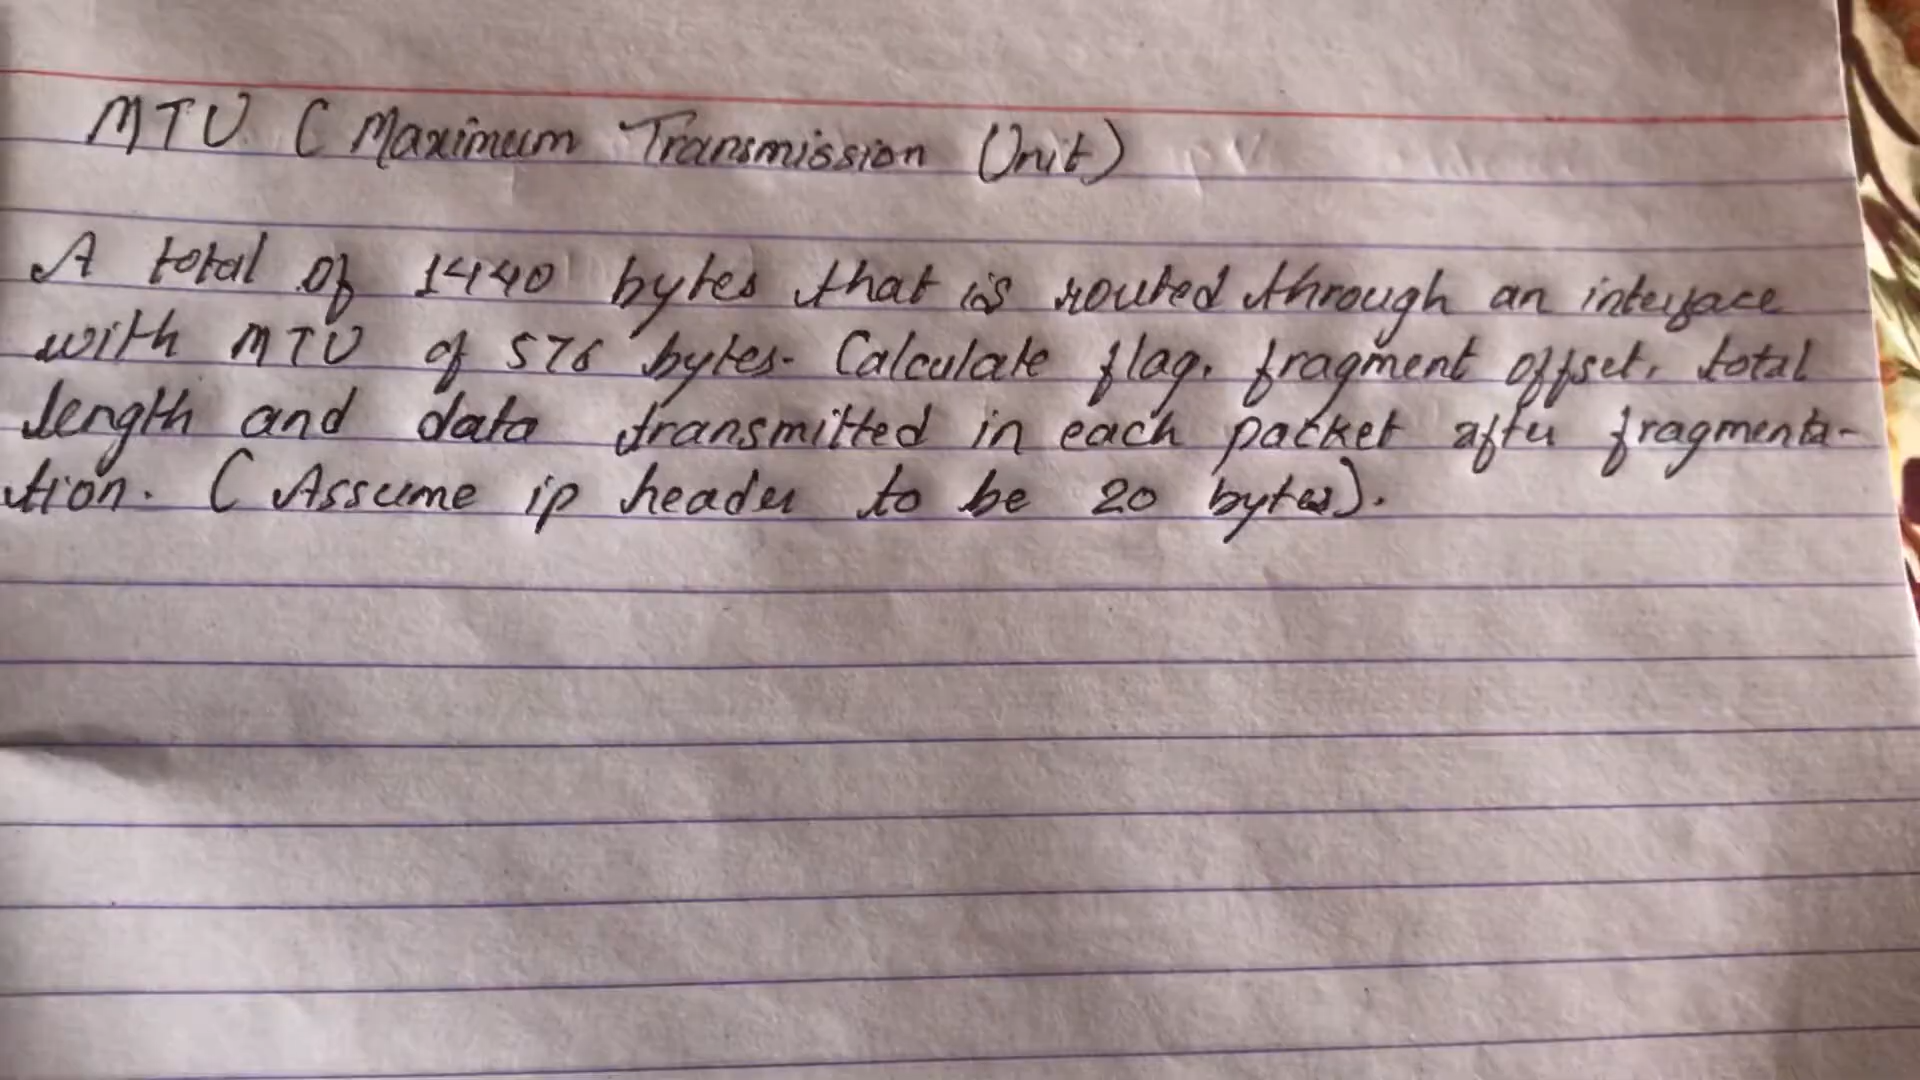 MTU (Maximum Transmission Unit)
A total of 1440 bytes that is routed through an interface
with MTU of 576 bytes. Calculate flag, fragment offset, total
length and data transmitted in each packet after fragmenta-
tion. (Assume ip header to be 20 bytes).